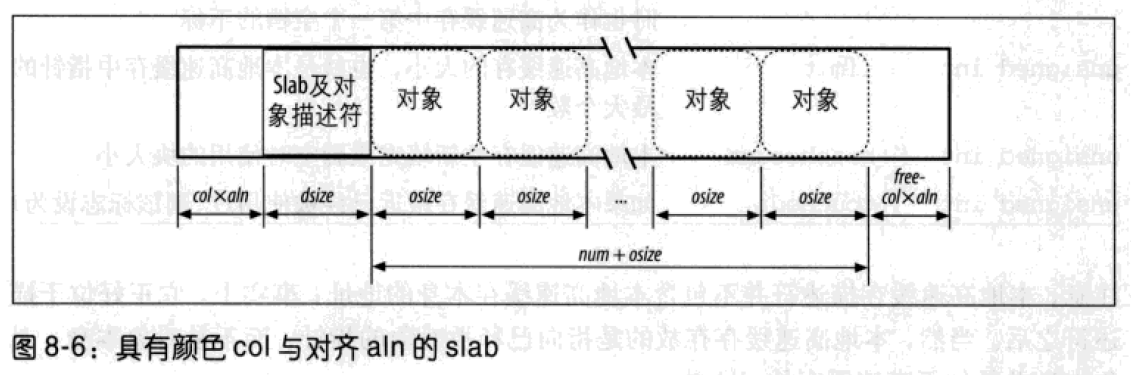 Slab及对
象描述符
对象
对象
对象
对象
col×aln
dsize
osize
osize
...
osize
osize
free-
col×aln
num + osize
图 8-6：具有颜色 col 与对齐 aln 的 slab